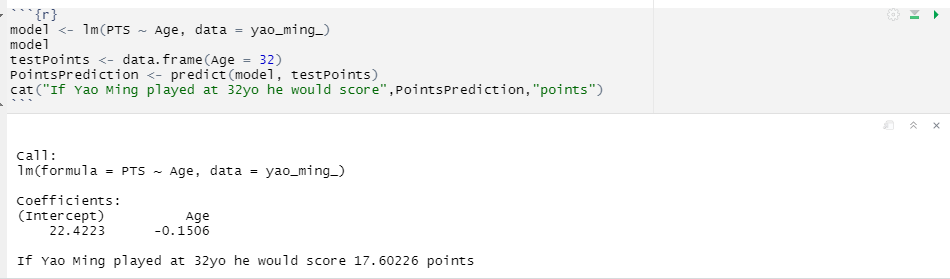 ```{r}
model <- lm(PTS ~ Age, data = yao_ming_)
model
testPoints <- data.frame(Age = 32)
PointsPrediction <- predict(model, testPoints)
cat("If Yao Ming played at 32yo he would score",PointsPrediction,"points")
```
Call:
lm(formula = PTS ~ Age, data = yao_ming_)
Coefficients:
(Intercept)          Age
    22.4223      -0.1506
If Yao Ming played at 32yo he would score 17.60226 points